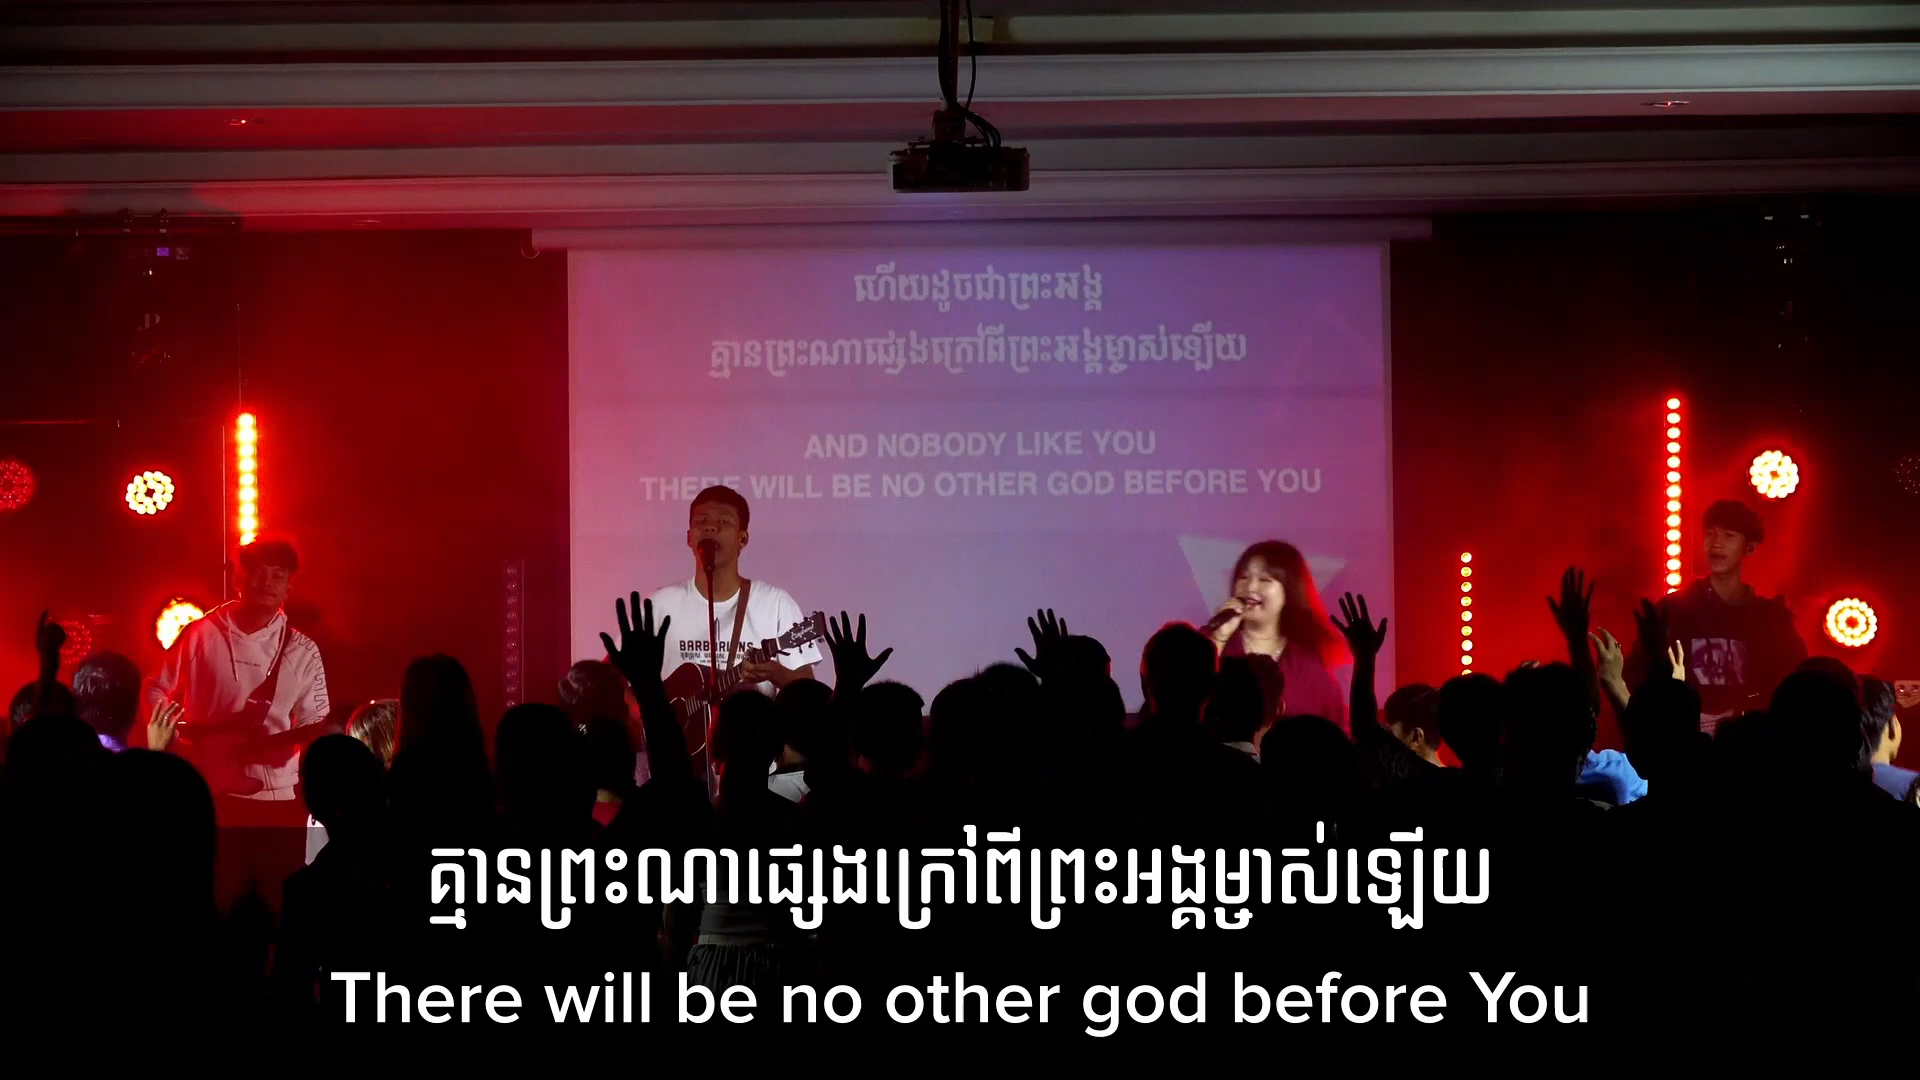 ហើយដូចជាព្រះអង្គ
គ្មានព្រះណាផ្សេងក្រៅពីព្រះអង្គម្ចាស់ឡើយ
AND NOBODY LIKE YOU
THERE WILL BE NO OTHER GOD BEFORE YOU
BARBARIANS
គ្មានព្រះណាផ្សេងក្រៅពីព្រះអង្គម្ចាស់ឡើយ
There will be no other god before You